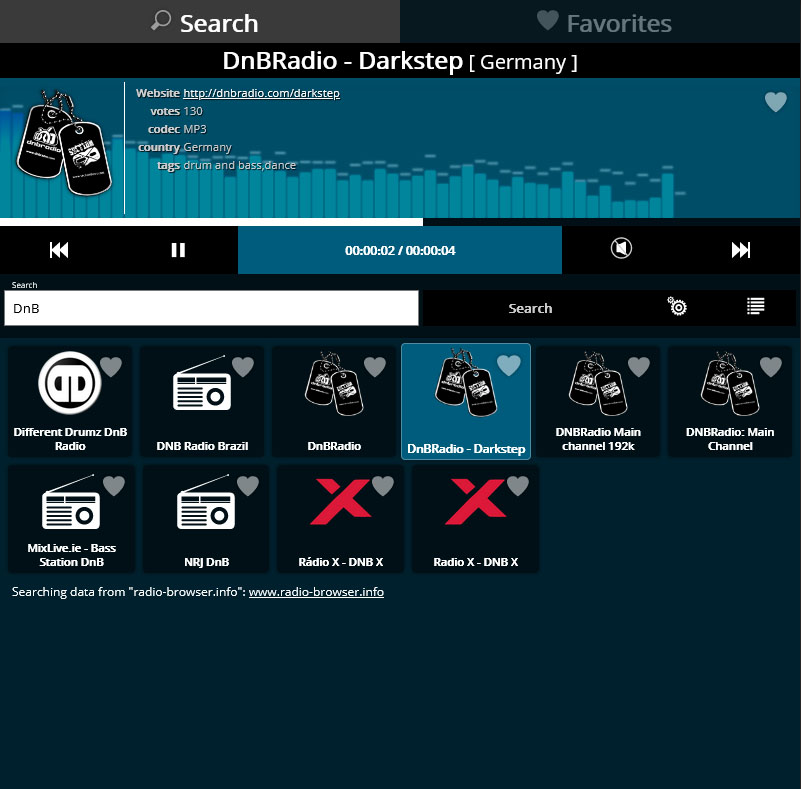 Search
Favorites
DnBRadio - Darkstep [ Germany ]
Website http://dnbradio.com/darkstep
votes 130
codec MP3
country Germany
tags drum and bass,dance
00:00:02 / 00:00:04
Search
DnB
Search
Different Drumz DnB
Radio
DNB Radio Brazil
DnBRadio
DnBRadio - Darkstep
DNBRadio Main
channel 192k
DNBRadio: Main
Channel
MixLive.ie - Bass
Station DnB
NRJ DnB
Rádio X - DNB X
Radio X - DNB X
Searching data from "radio-browser.info": www.radio-browser.info